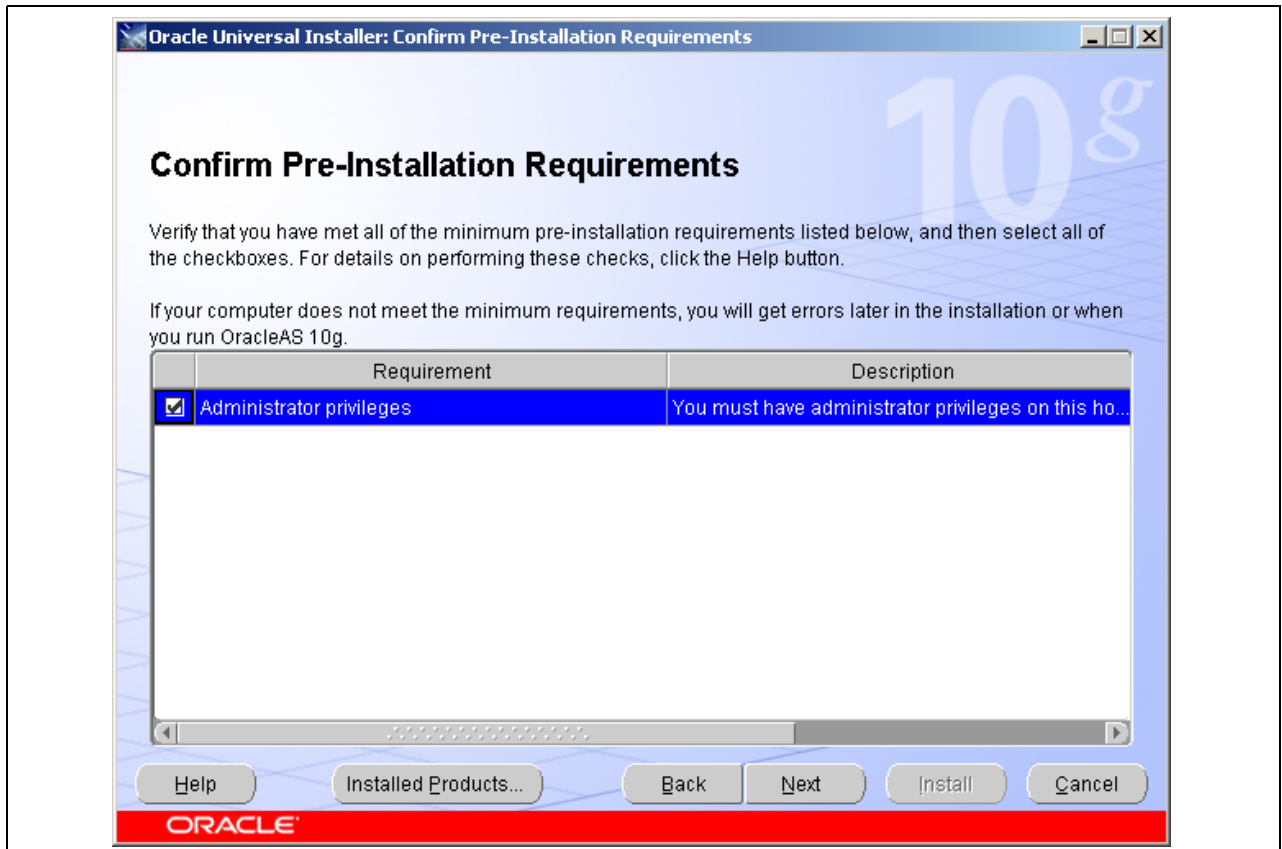 Oracle Universal Installer: Confirm Pre-Installation Requirements
10g
Confirm Pre-Installation Requirements
Verify that you have met all of the minimum pre-installation requirements listed below, and then select all of
the checkboxes. For details on performing these checks, click the Help button.
If your computer does not meet the minimum requirements, you will get errors later in the installation or when
you run OracleAS 10g.
Requirement Description
Administrator privileges You must have administrator privileges on this ho...
Help Installed Products... Back Next Install Cancel
ORACLE